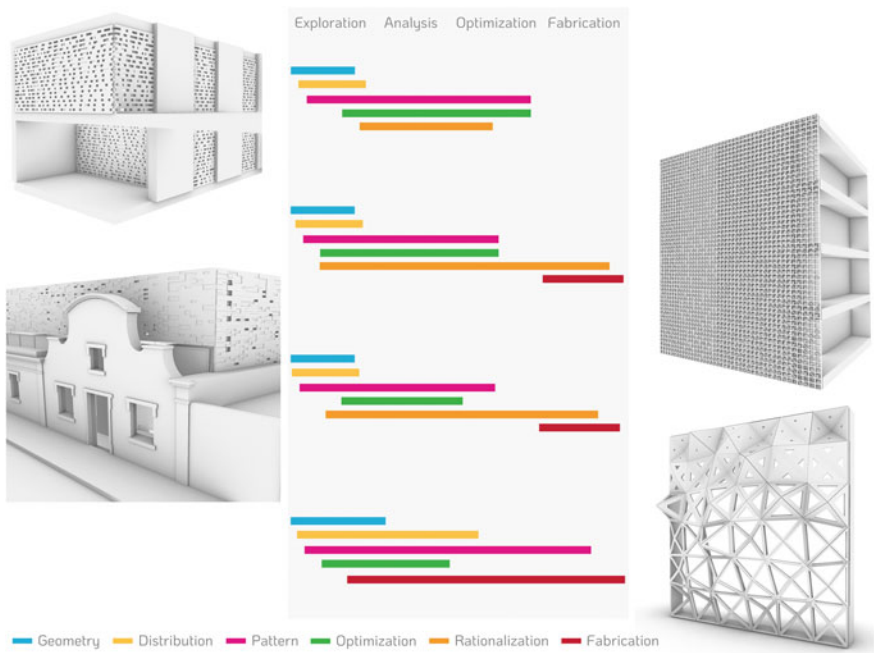 Exploration Analysis Optimization Fabrication
Geometry Distribution Pattern Optimization Rationalization Fabrication